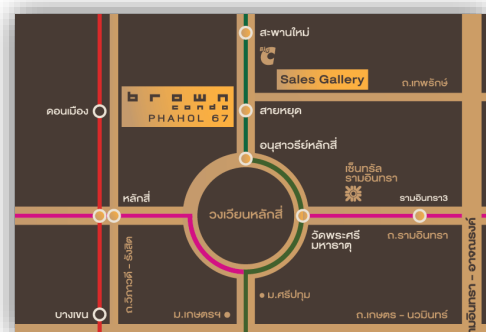 สะพานใหม่
Big C
Sales Gallery
ถ.เทพรักษ์
brown
condo
PHAHOL 67
ดอนเมือง
สายหยุด
อนุสาวรีย์หลักสี่
เซ็นทรัล
รามอินทรา
หลักสี่
วงเวียนหลักสี่
รามอินทรา3
วัดพระศรี
มหาธาตุ
ถ.รามอินทรา
ถ.วิภาวดี - รังสิต
ม.ศรีปทุม
บางเขน
ม.เกษตรฯ
ถ.เกษตร - นวมินทร์
รามอินทรา - อาจณรงค์